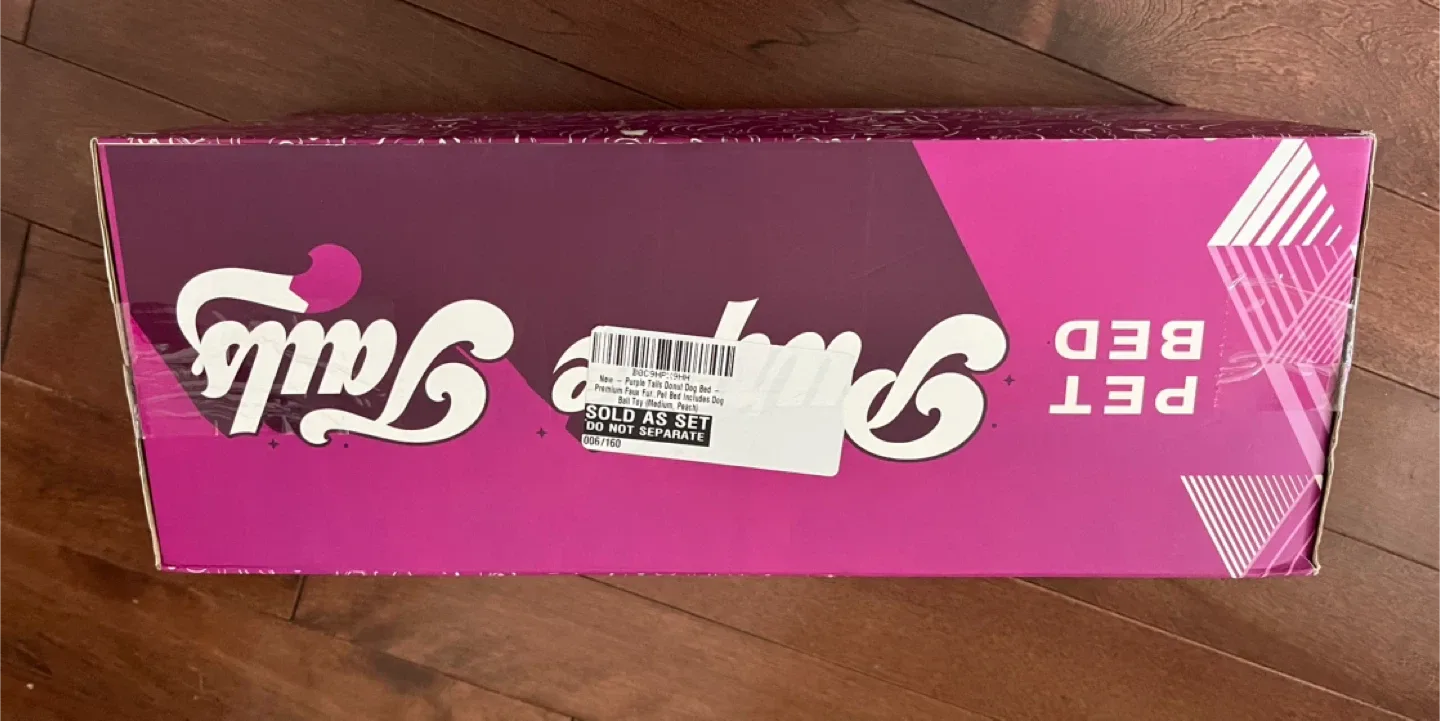 Purple Tails
PET
BED
New - Purple Tails Donut Dog Bed -
Premium Faux Fur, Pet Bed Includes Dog
Ball Toy (Medium, Peach)
SOLD AS SET
DO NOT SEPARATE
006/160